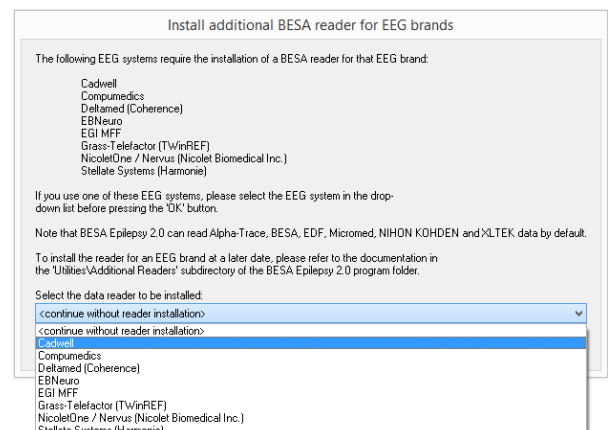 Install additional BESA reader for EEG brands
The following EEG systems require the installation of a BESA reader for that EEG brand:
Cadwell
Compumedics
Deltamed (Coherence)
EBNeuro
EGI MFF
Grass-Telefactor (TWinREF)
NicoletOne / Nervus (Nicolet Biomedical Inc.)
Stellate Systems (Harmonie)
If you use one of these EEG systems, please select the EEG system in the drop-
down list before pressing the 'OK' button.
Note that BESA Epilepsy 2.0 can read Alpha-Trace, BESA, EDF, Micromed, NIHON KOHDEN and XLTEK data by default.
To install the reader for an EEG brand at a later date, please refer to the documentation in
the 'Utilities\Additional Readers' subdirectory of the BESA Epilepsy 2.0 program folder.
Select the data reader to be installed:
<continue without reader installation>
<continue without reader installation>
Cadwell
Compumedics
Deltamed (Coherence)
EBNeuro
EGI MFF
Grass-Telefactor (TWinREF)
NicoletOne / Nervus (Nicolet Biomedical Inc.)
Stellate Systems (Harmonie)